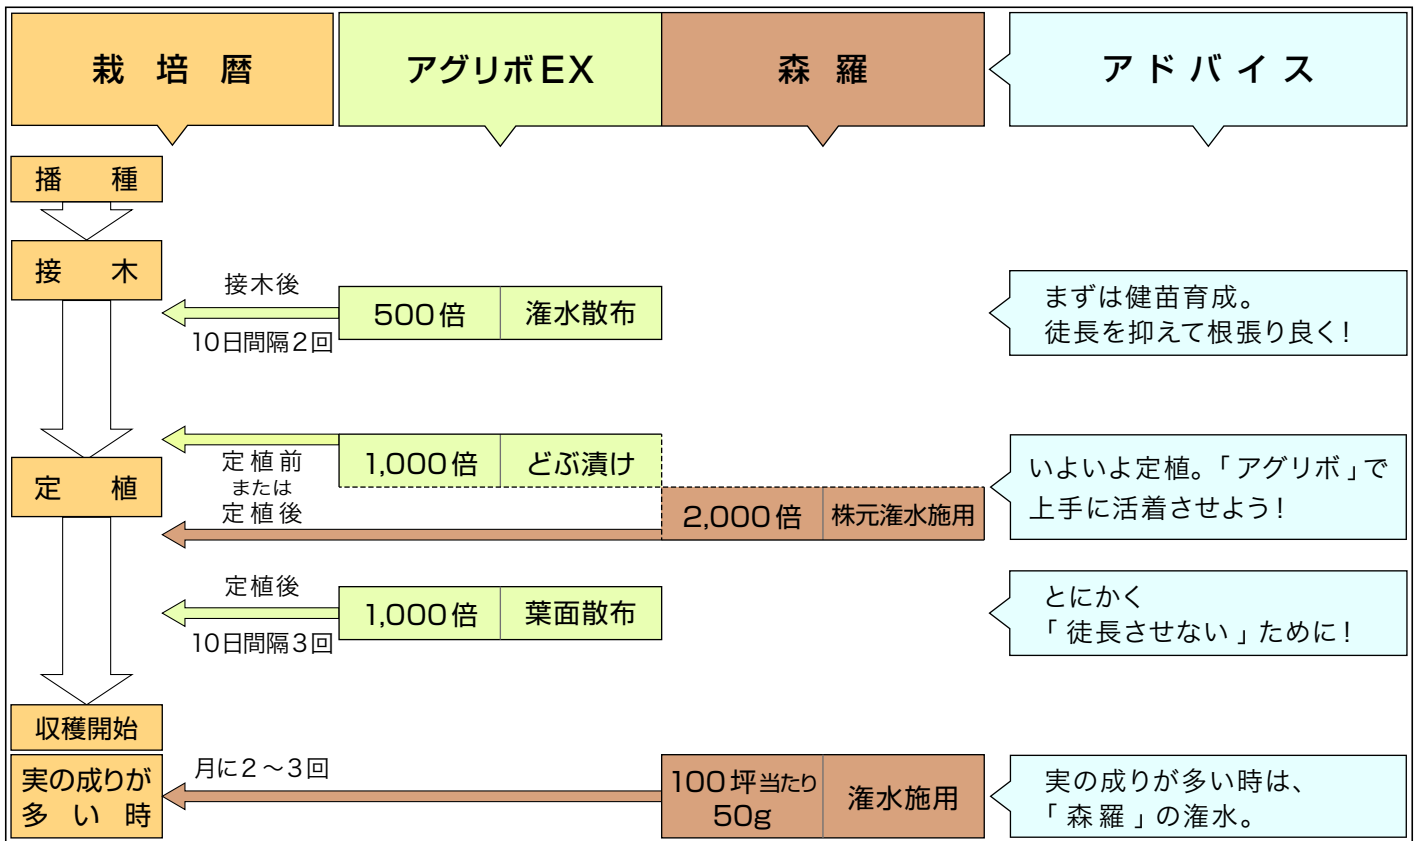 栽培暦
アグリボEX
森羅
アドバイス
播種
接木
接木後
10日間隔2回
500倍
潅水散布
まずは健苗育成。
徒長を抑えて根張り良く!
定植
定植前
または
定植後
1,000倍
どぶ漬け
2,000倍
株元潅水施用
いよいよ定植。「アグリボ」で
上手に活着させよう!
定植後
10日間隔3回
1,000倍
葉面散布
とにかく
「徒長させない」ために!
収穫開始
実の成りが
多い時
月に2～3回
100坪当たり
50g
潅水施用
実の成りが多い時は、
「森羅」の潅水。